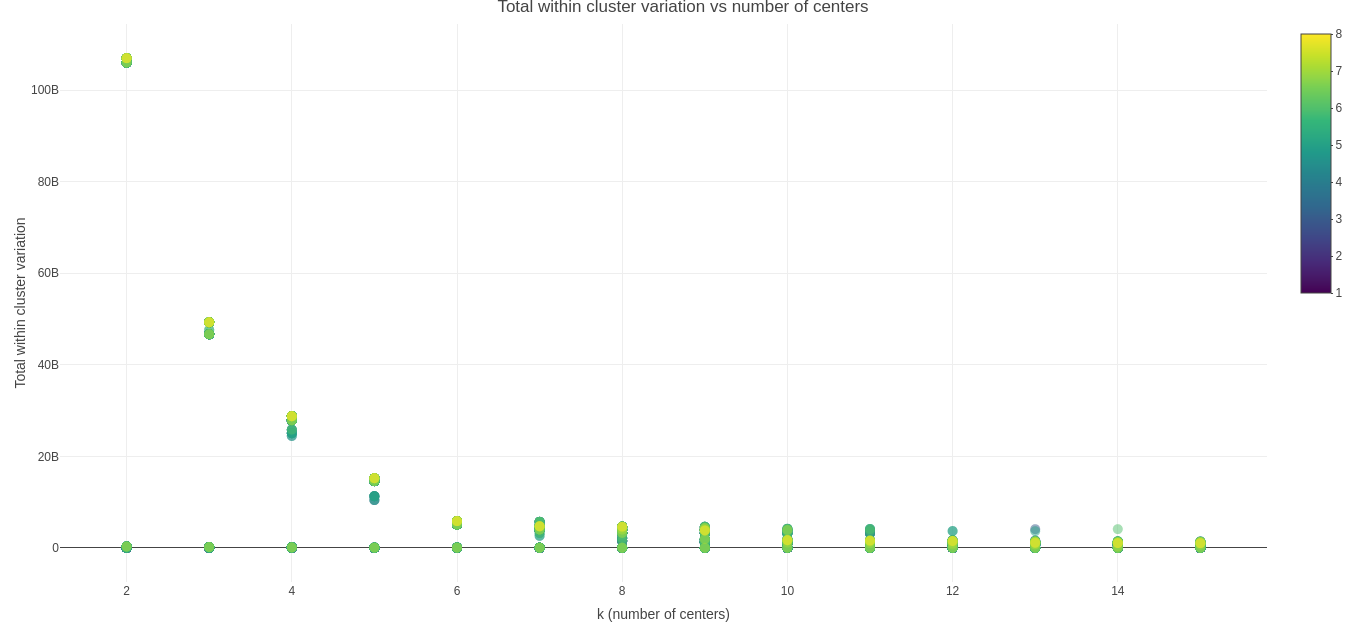 Total within cluster variation vs number of centers
100B
80B
60B
40B
20B
0
Total within cluster variation
2
4
6
8
10
12
14
k (number of centers)
8
7
6
5
4
3
2
1